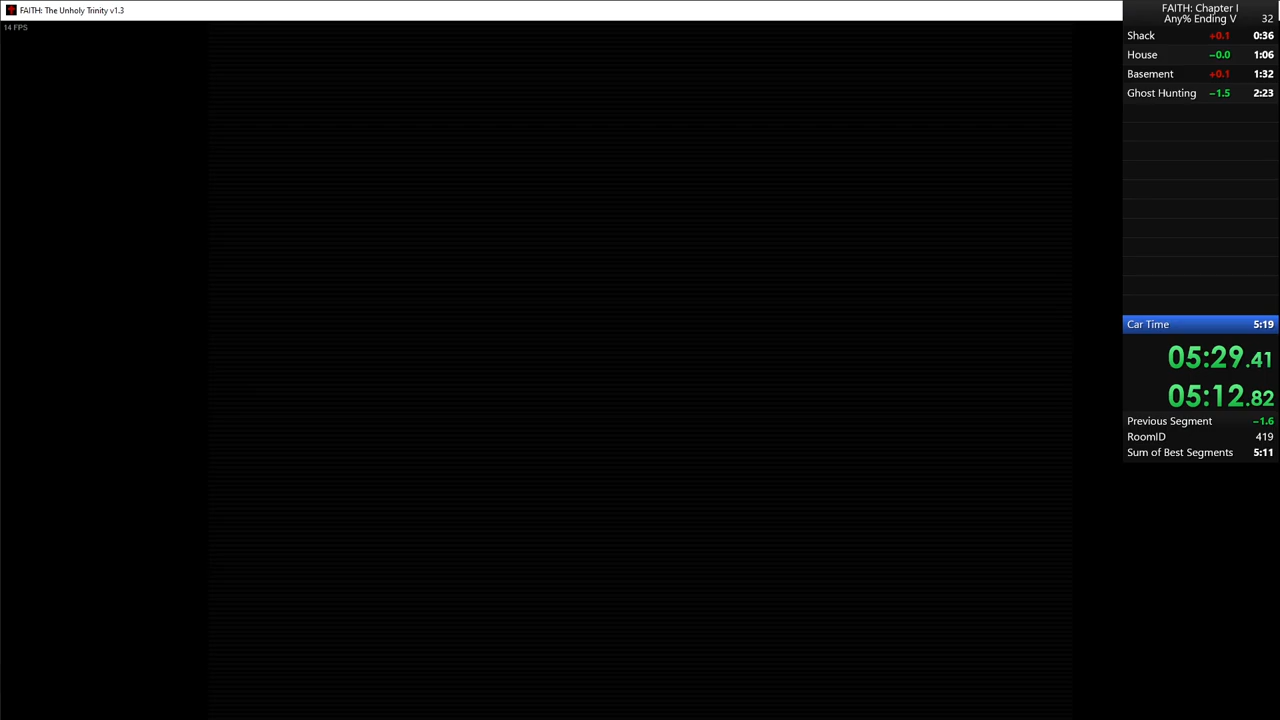 FAITH: The Unholy Trinity v1.3
14 FPS
FAITH: Chapter I
Any% Ending V 32
Shack +0.1 0:36
House −0.0 1:06
Basement +0.1 1:32
Ghost Hunting −1.5 2:23
Car Time 5:19
05:29.41
05:12.82
Previous Segment −1.6
RoomID 419
Sum of Best Segments 5:11